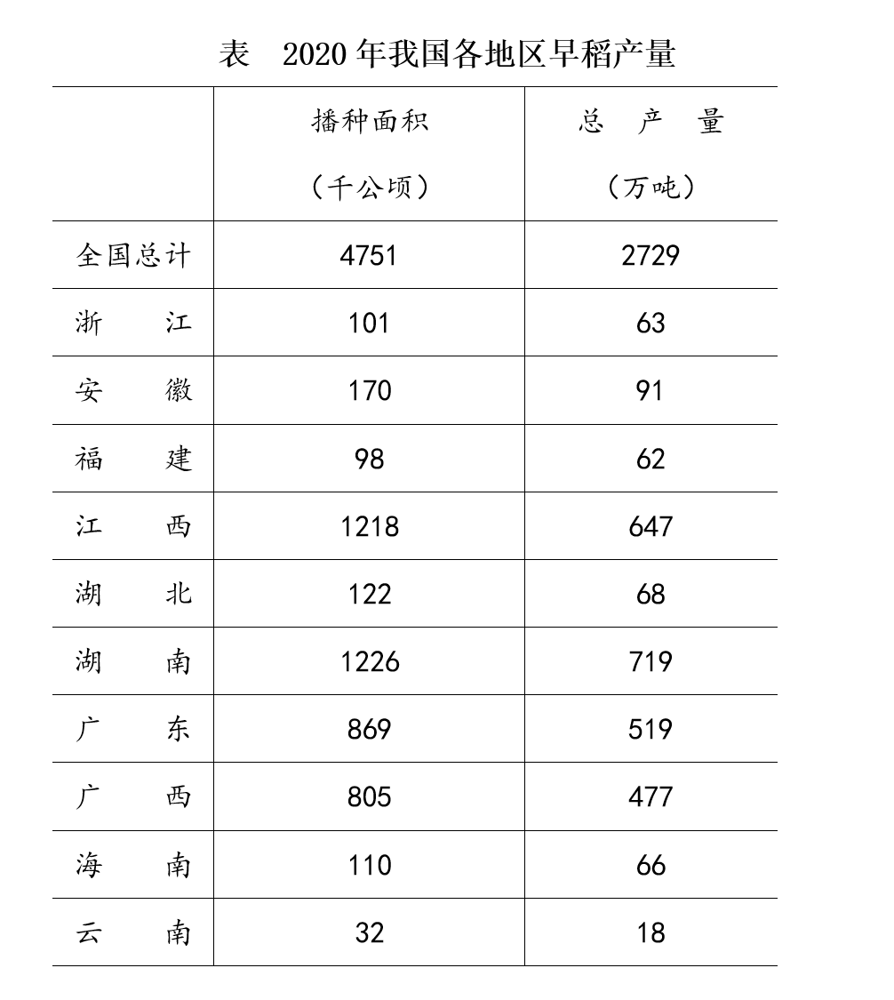 表 2020 年我国各地区早稻产量
播种面积 总 产 量
（千公顷） （万吨）
全国总计 4751 2729
浙 江 101 63
安 徽 170 91
福 建 98 62
江 西 1218 647
湖 北 122 68
湖 南 1226 719
广 东 869 519
广 西 805 477
海 南 110 66
云 南 32 18